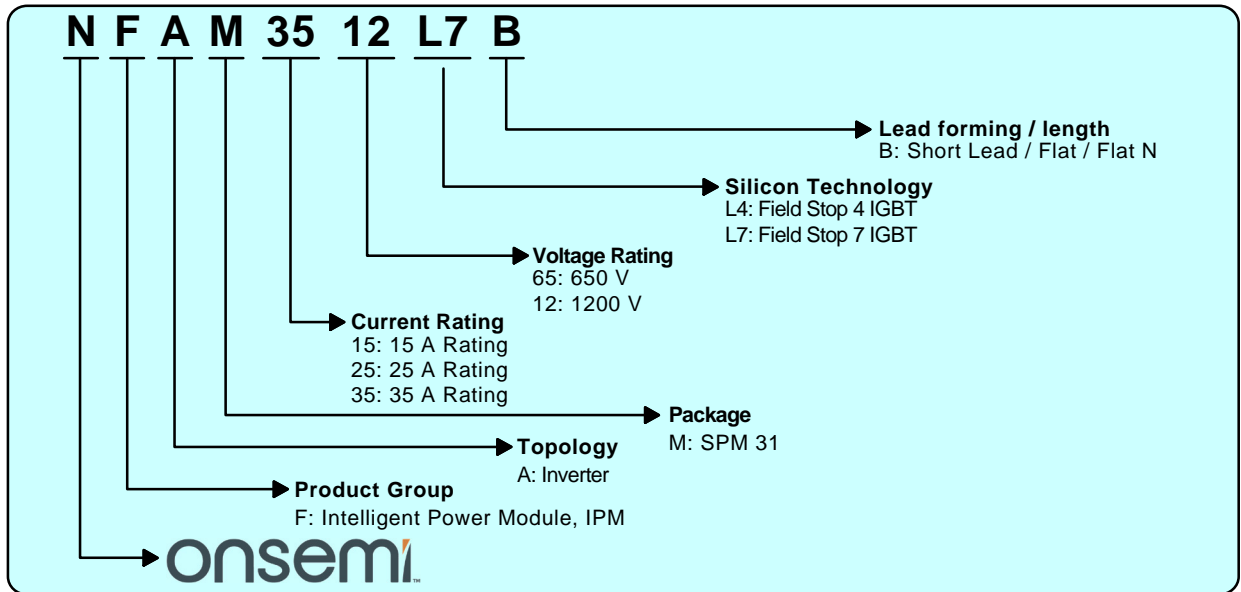 N F A M 35 12 L7 B
Lead forming / length
B: Short Lead / Flat / Flat N
Silicon Technology
L4: Field Stop 4 IGBT
L7: Field Stop 7 IGBT
Voltage Rating
65: 650 V
12: 1200 V
Current Rating
15: 15 A Rating
25: 25 A Rating
35: 35 A Rating
Package
M: SPM 31
Topology
A: Inverter
Product Group
F: Intelligent Power Module, IPM
onsemi™